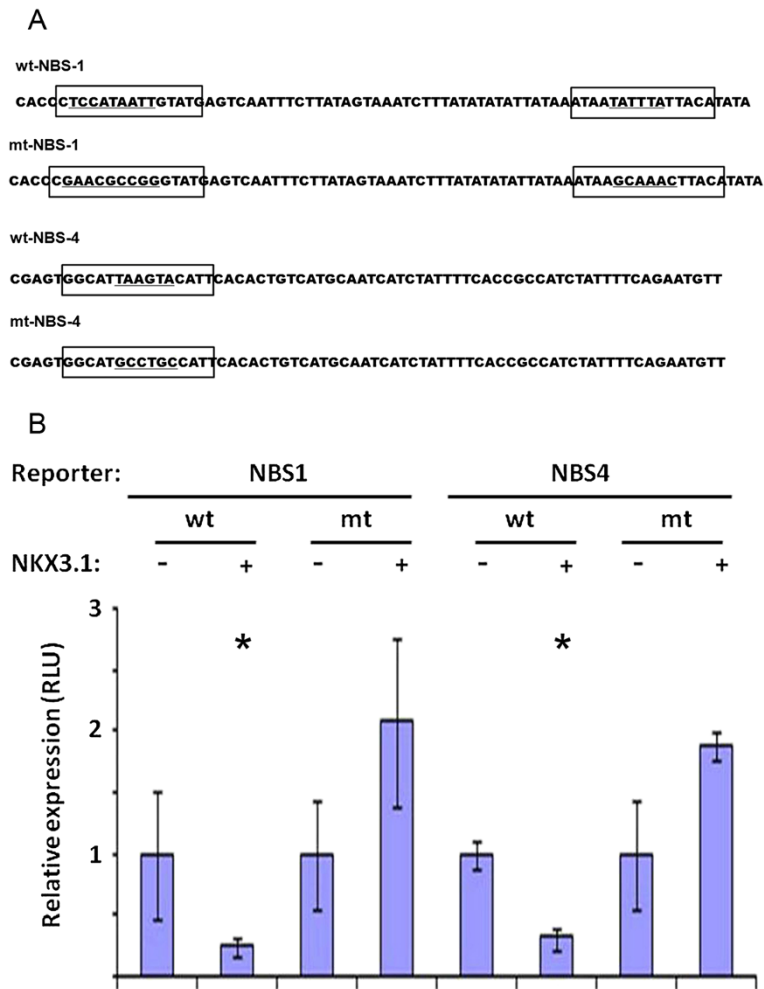 A
wt-NBS-1
CACCCTCCATAATTGTATGAGTCAATTTCTTATAGTAAATCTTTATATATATTATAAATAATATTTATTACATATA
mt-NBS-1
CACCCGAACGCCGGGTATGAGTCAATTTCTTATAGTAAATCTTTATATATATTATAAATAAGCAAACTTACATATA
wt-NBS-4
CGAGTGGCATTAAGTACATTCACACTGTCATGCAATCATCTATTTTCACCGCCATCTATTTTCAGAATGTT
mt-NBS-4
CGAGTGGCATGCCTGCCATTCACACTGTCATGCAATCATCTATTTTCACCGCCATCTATTTTCAGAATGTT
B
Reporter: NBS1 NBS4
wt mt wt mt
NKX3.1: - + - + - + - +
3
* *
2
1
Relative expression (RLU)